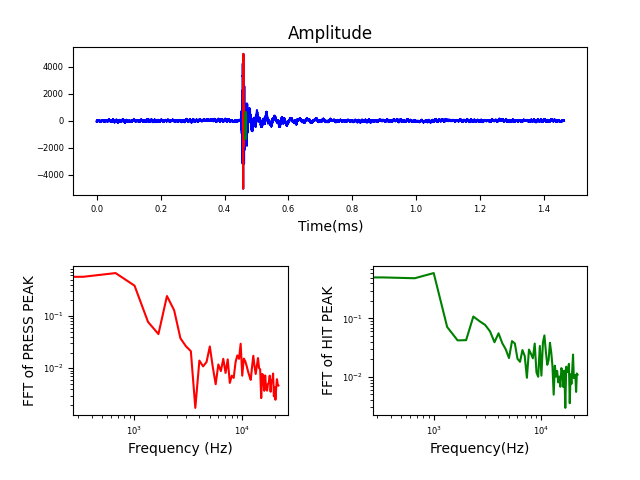 Amplitude
4000
2000
0
−2000
−4000
0.0 0.2 0.4 0.6 0.8 1.0 1.2 1.4
Time(ms)
FFT of PRESS PEAK
10⁻¹
10⁻²
10³ 10⁴
Frequency (Hz)
FFT of HIT PEAK
10⁻¹
10⁻²
10³ 10⁴
Frequency(Hz)